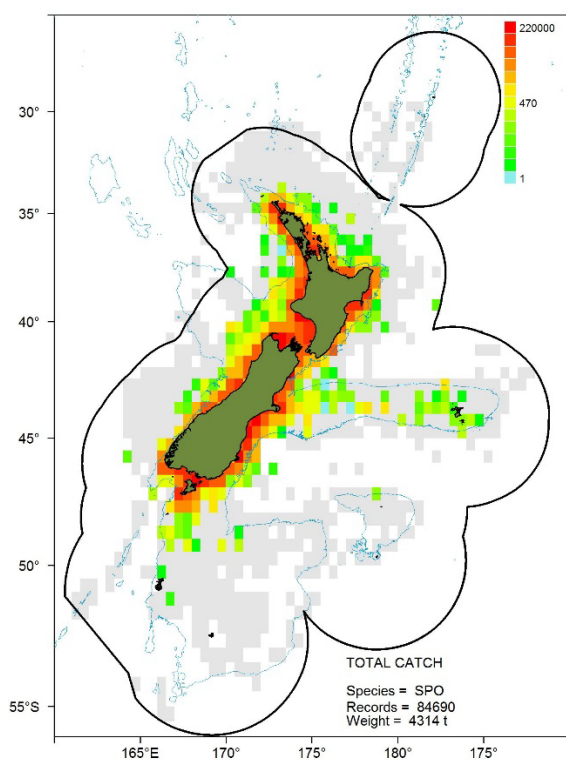 220000
470
1
30°
35°
40°
45°
50°
55°S
TOTAL CATCH
Species = SPO
Records = 84690
Weight = 4314 t
165°E 170° 175° 180° 175°